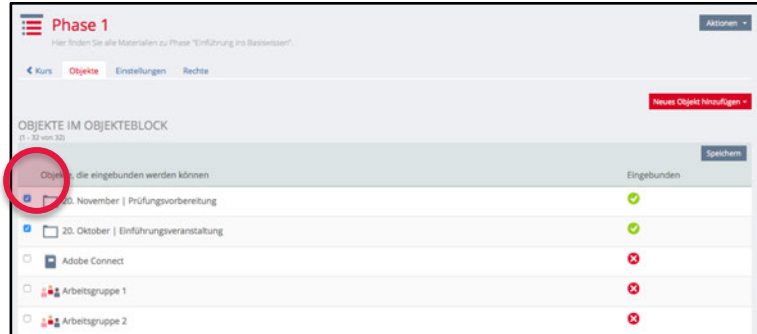 Phase 1
Aktionen
Hier finden Sie alle Materialien zu Phase "Einführung ins Basiswissen".
Kurs Objekte Einstellungen Rechte
Neues Objekt hinzufügen
OBJEKTE IM OBJEKTEBLOCK
(1 - 32 von 32)
Speichern
Objekte, die eingebunden werden können Eingebunden
20. November | Prüfungsvorbereitung
20. Oktober | Einführungsveranstaltung
Adobe Connect
Arbeitsgruppe 1
Arbeitsgruppe 2